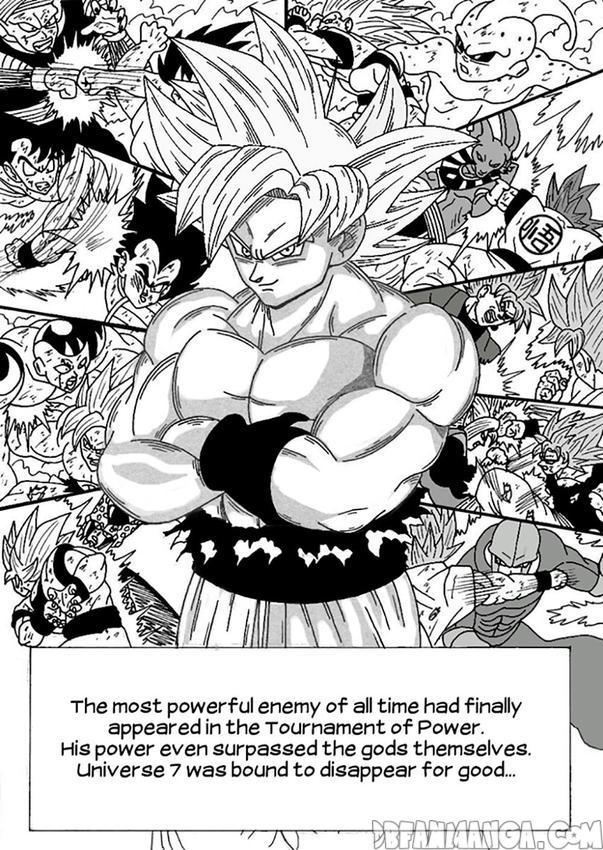 悟
The most powerful enemy of all time had finally
appeared in the Tournament of Power.
His power even surpassed the gods themselves.
Universe 7 was bound to disappear for good...
DBFANMANGA.COM